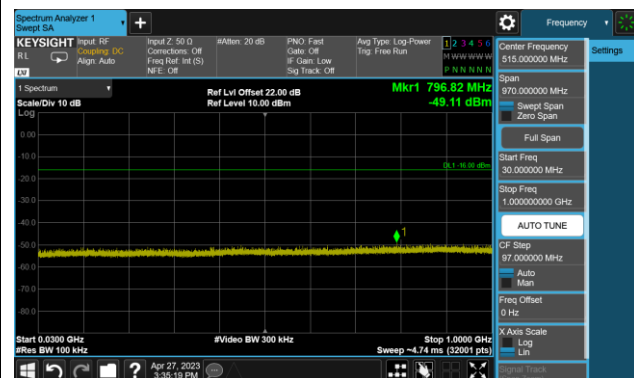 Spectrum Analyzer 1
Swept SA
Frequency
KEYSIGHT
RL
LXI
Input: RF
Coupling: DC
Align: Auto
Input Z: 50 Ω
Corrections: Off
Freq Ref: Int (S)
NFE: Off
#Atten: 20 dB
PNO: Fast
Gate: Off
IF Gain: Low
Sig Track: Off
Avg Type: Log-Power
Trig: Free Run
1 2 3 4 5 6
M W W W W W
P N N N N N
Center Frequency
515.000000 MHz
Settings
1 Spectrum
Scale/Div 10 dB
Log
Ref Lvl Offset 22.00 dB
Ref Level 10.00 dBm
Mkr1 796.82 MHz
-49.11 dBm
Span
970.000000 MHz
Swept Span
Zero Span
Full Span
Start Freq
30.000000 MHz
Stop Freq
1.000000000 GHz
AUTO TUNE
CF Step
97.000000 MHz
Auto
Man
Freq Offset
0 Hz
X Axis Scale
Log
Lin
Signal Track
0.00
-10.0
-20.0
-30.0
-40.0
-50.0
-60.0
-70.0
-80.0
DL1 -16.00 dBm
1
Start 0.0300 GHz
#Res BW 100 kHz
#Video BW 300 kHz
Stop 1.0000 GHz
Sweep ~4.74 ms (32001 pts)
?
Apr 27, 2023
3:35:19 PM